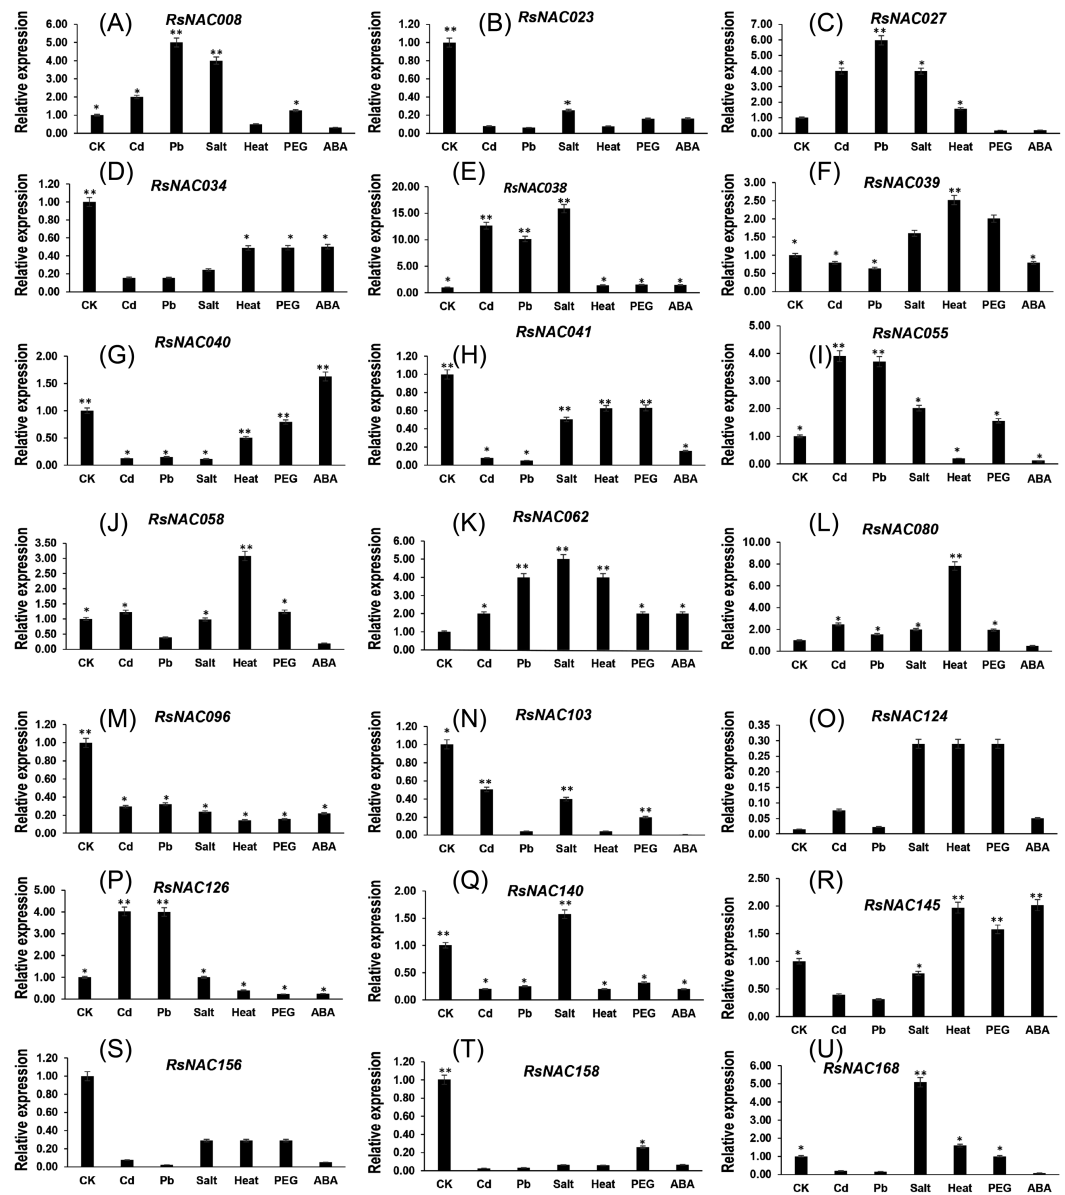 (A) RsNAC008
Relative expression
6.00
5.00
4.00
3.00
2.00
1.00
0.00
* * ** ** *
CK Cd Pb Salt Heat PEG ABA
(B) RsNAC023
Relative expression
1.20
1.00
0.80
0.60
0.40
0.20
0.00
** *
CK Cd Pb Salt Heat PEG ABA
(C) RsNAC027
Relative expression
7.00
6.00
5.00
4.00
3.00
2.00
1.00
0.00
* ** * *
CK Cd Pb Salt Heat PEG ABA
(D) RsNAC034
Relative expression
1.20
1.00
0.80
0.60
0.40
0.20
0.00
** * * *
CK Cd Pb Salt Heat PEG ABA
(E) RsNAC038
Relative expression
20.00
15.00
10.00
5.00
0.00
* ** ** ** * * *
CK Cd Pb Salt Heat PEG ABA
(F) RsNAC039
Relative expression
3.00
2.50
2.00
1.50
1.00
0.50
0.00
* * * ** *
CK Cd Pb Salt Heat PEG ABA
(G) RsNAC040
Relative expression
2.00
1.50
1.00
0.50
0.00
** * * * ** ** **
CK Cd Pb Salt Heat PEG ABA
(H) RsNAC041
Relative expression
1.20
1.00
0.80
0.60
0.40
0.20
0.00
** * * ** ** ** *
CK Cd Pb Salt Heat PEG ABA
(I) RsNAC055
Relative expression
5.00
4.00
3.00
2.00
1.00
0.00
* ** ** * * * *
CK Cd Pb Salt Heat PEG ABA
(J) RsNAC058
Relative expression
3.50
3.00
2.50
2.00
1.50
1.00
0.50
0.00
* * * ** *
CK Cd Pb Salt Heat PEG ABA
(K) RsNAC062
Relative expression
6.00
5.00
4.00
3.00
2.00
1.00
0.00
* ** ** ** * *
CK Cd Pb Salt Heat PEG ABA
(L) RsNAC080
Relative expression
10.00
8.00
6.00
4.00
2.00
0.00
* * * ** *
CK Cd Pb Salt Heat PEG ABA
(M) RsNAC096
Relative expression
1.20
1.00
0.80
0.60
0.40
0.20
0.00
** * * * * * *
CK Cd Pb Salt Heat PEG ABA
(N) RsNAC103
Relative expression
1.20
1.00
0.80
0.60
0.40
0.20
0.00
* ** ** **
CK Cd Pb Salt Heat PEG ABA
(O) RsNAC124
Relative expression
0.35
0.30
0.25
0.20
0.15
0.10
0.05
0.00
CK Cd Pb Salt Heat PEG ABA
(P) RsNAC126
Relative expression
5.00
4.00
3.00
2.00
1.00
0.00
* ** ** * * * *
CK Cd Pb Salt Heat PEG ABA
(Q) RsNAC140
Relative expression
2.00
1.50
1.00
0.50
0.00
** * * ** * * *
CK Cd Pb Salt Heat PEG ABA
(R) RsNAC145
Relative expression
2.50
2.00
1.50
1.00
0.50
0.00
* * ** ** **
CK Cd Pb Salt Heat PEG ABA
(S) RsNAC156
Relative expression
1.20
1.00
0.80
0.60
0.40
0.20
0.00
CK Cd Pb Salt Heat PEG ABA
(T) RsNAC158
Relative expression
1.20
1.00
0.80
0.60
0.40
0.20
0.00
** *
CK Cd Pb Salt Heat PEG ABA
(U) RsNAC168
Relative expression
6.00
5.00
4.00
3.00
2.00
1.00
0.00
* ** * *
CK Cd Pb Salt Heat PEG ABA